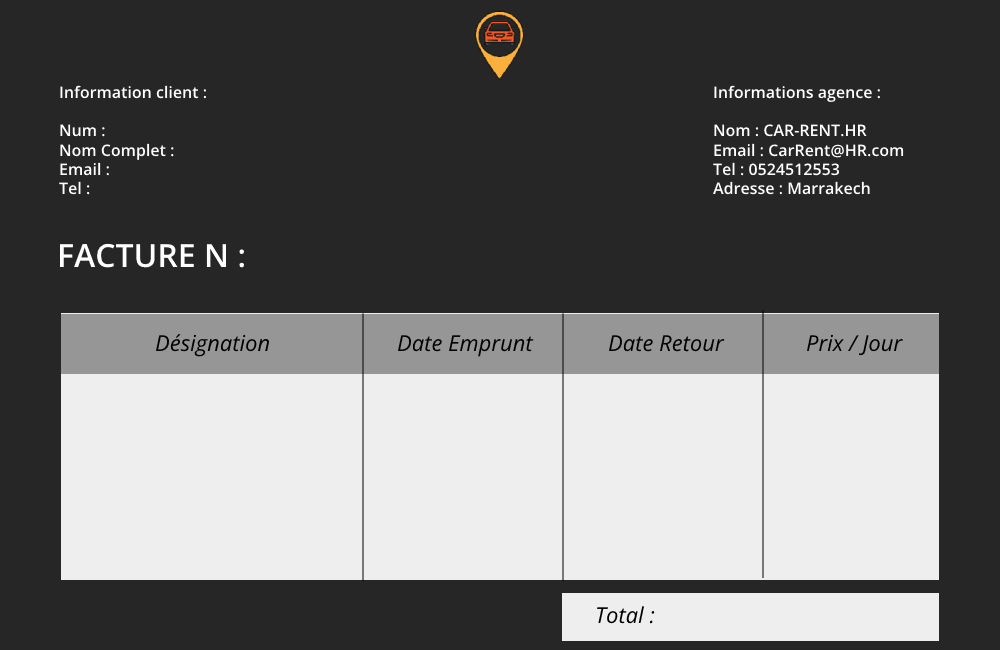 Information client :
Num :
Nom Complet :
Email :
Tel :
Informations agence :
Nom : CAR-RENT.HR
Email : CarRent@HR.com
Tel : 0524512553
Adresse : Marrakech
FACTURE N :
Désignation
Date Emprunt
Date Retour
Prix / Jour
Total :